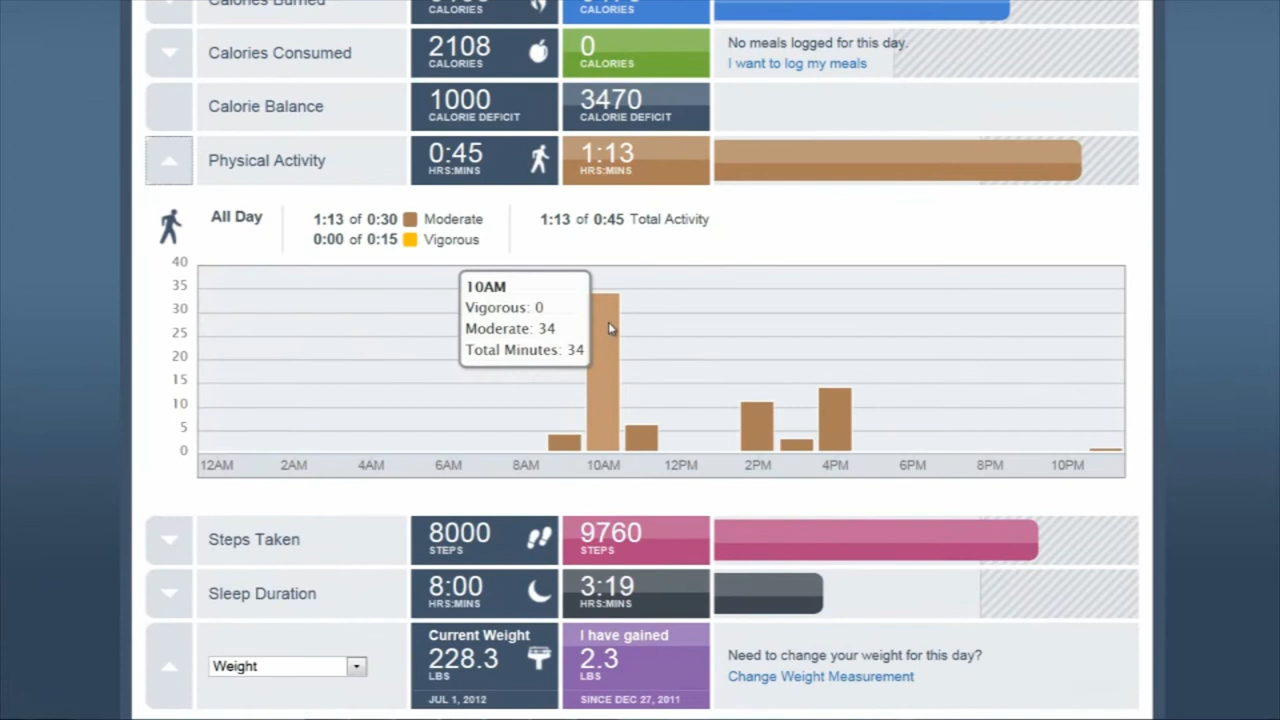 Calories Burned
CALORIES
CALORIES
Calories Consumed
2108
CALORIES
0
CALORIES
No meals logged for this day.
I want to log my meals
Calorie Balance
1000
CALORIE DEFICIT
3470
CALORIE DEFICIT
Physical Activity
0:45
HRS:MINS
1:13
HRS:MINS
All Day
1:13 of 0:30 Moderate
0:00 of 0:15 Vigorous
1:13 of 0:45 Total Activity
40
35
30
25
20
15
10
5
0
10AM
Vigorous: 0
Moderate: 34
Total Minutes: 34
12AM 2AM 4AM 6AM 8AM 10AM 12PM 2PM 4PM 6PM 8PM 10PM
Steps Taken
8000
STEPS
9760
STEPS
Sleep Duration
8:00
HRS:MINS
3:19
HRS:MINS
Weight
Current Weight
228.3
LBS
JUL 1, 2012
I have gained
2.3
LBS
SINCE DEC 27, 2011
Need to change your weight for this day?
Change Weight Measurement